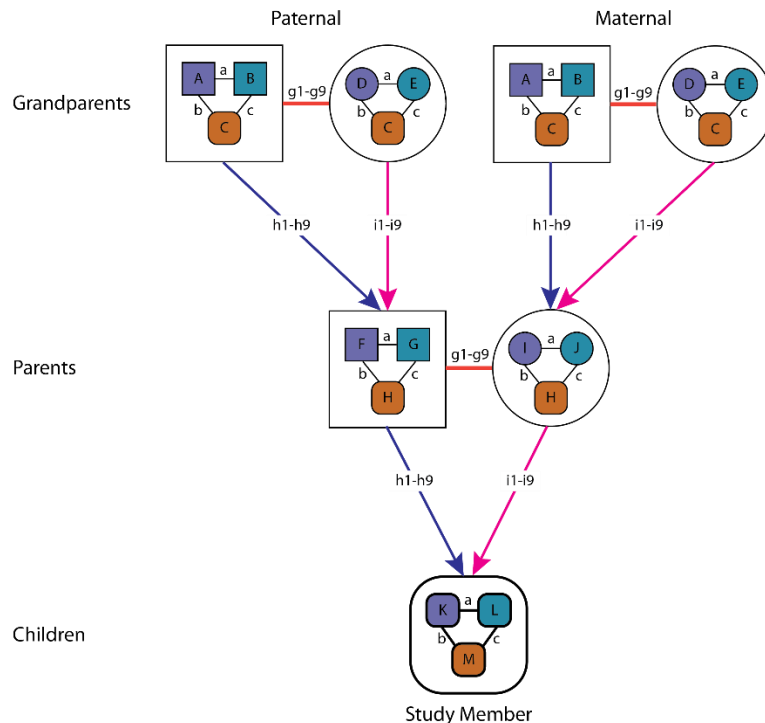 Paternal Maternal
Grandparents
A a B
b c
C
g1-g9
D a E
b c
C
A a B
b c
C
g1-g9
D a E
b c
C
h1-h9 i1-i9 h1-h9 i1-i9
Parents
F a G
b c
H
g1-g9
I a J
b c
H
h1-h9 i1-i9
Children
K a L
b c
M
Study Member